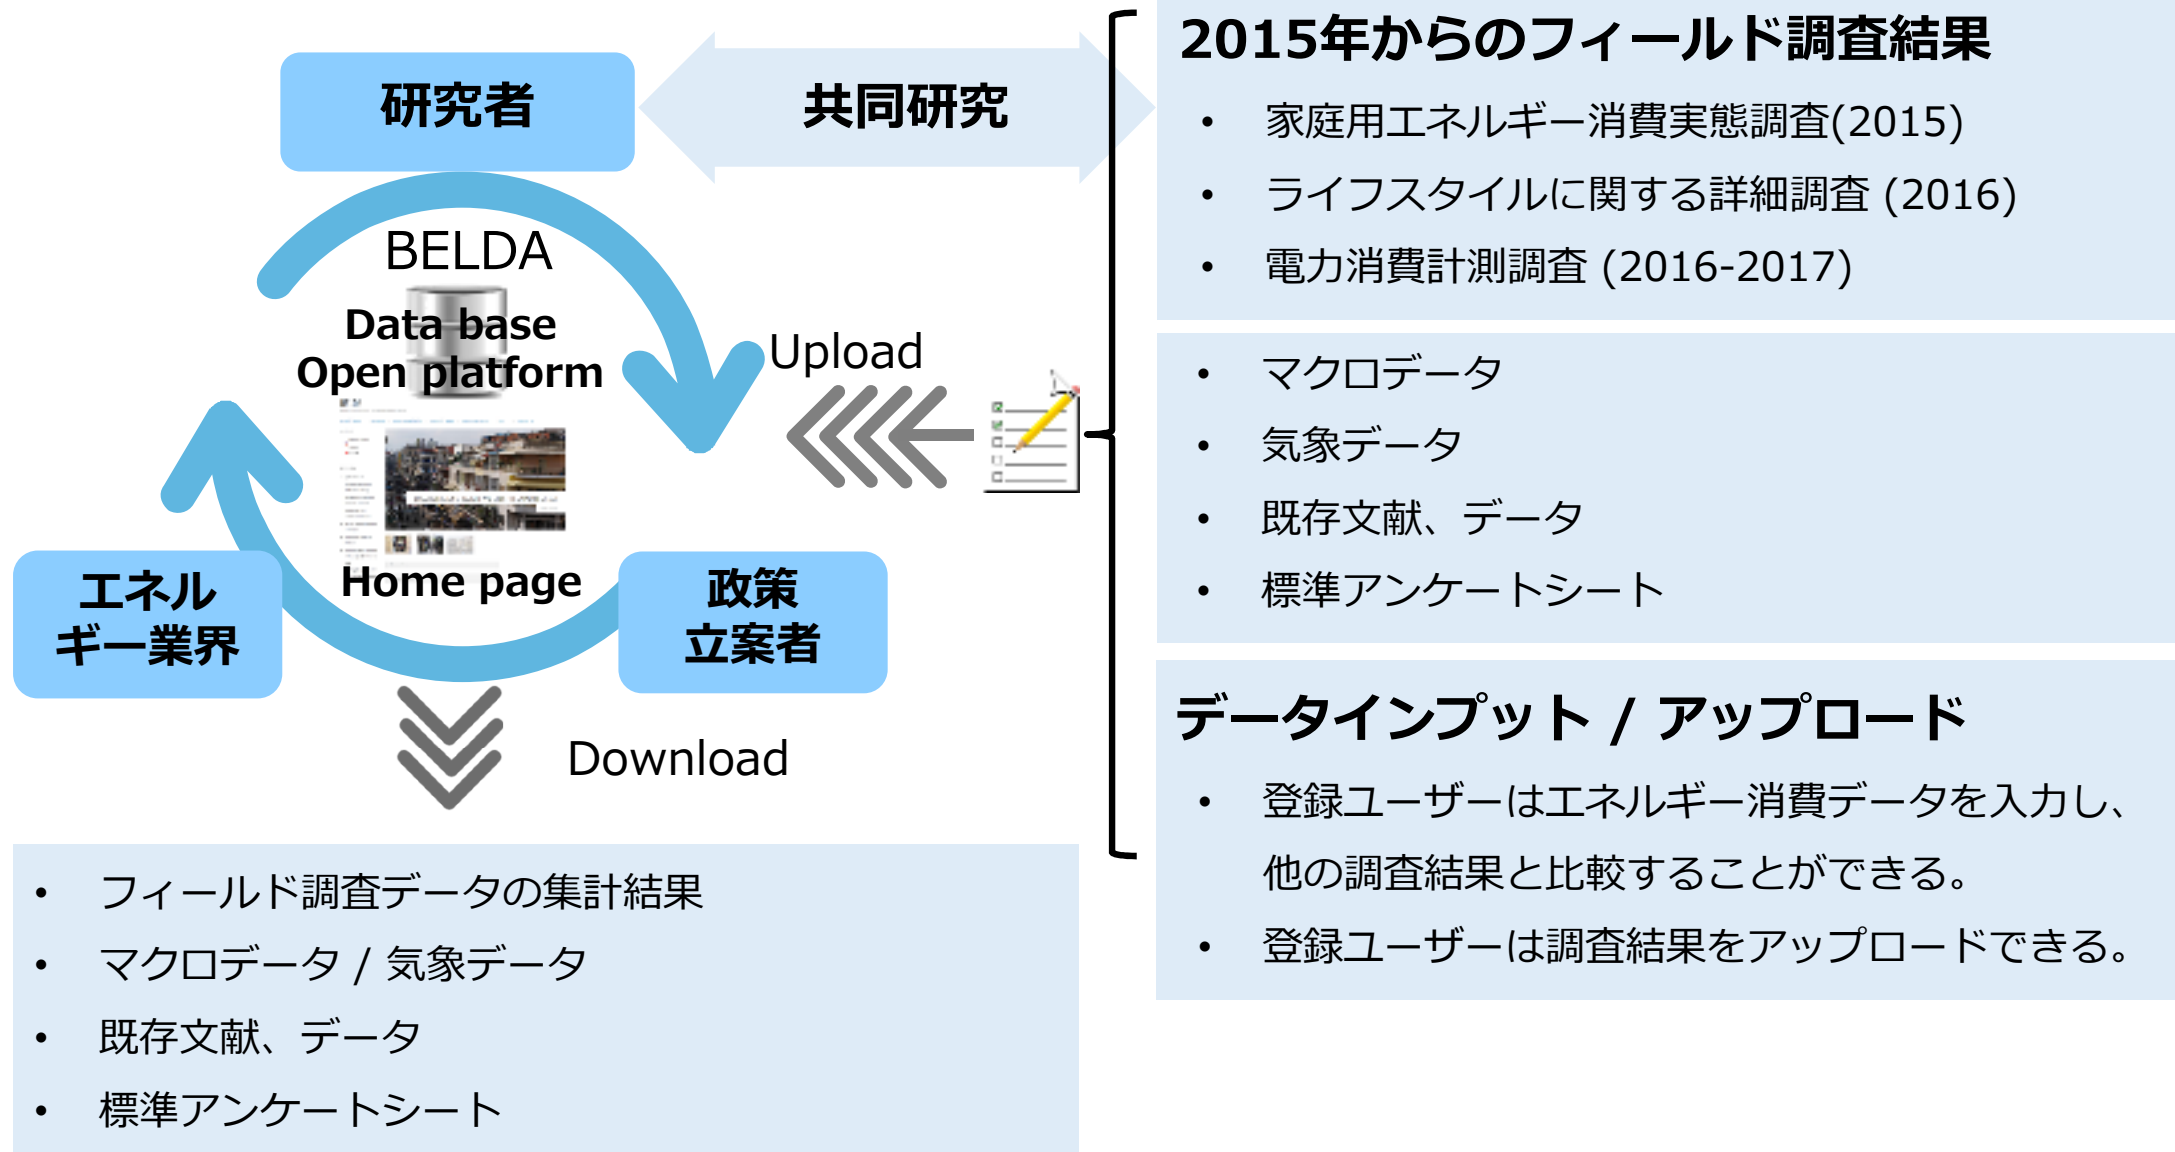 研究者
共同研究
BELDA
Data base
Open platform
Home page
エネル
ギー業界
政策
立案者
Upload
Download
2015年からのフィールド調査結果
• 家庭用エネルギー消費実態調査(2015)
• ライフスタイルに関する詳細調査 (2016)
• 電力消費計測調査 (2016-2017)
• マクロデータ
• 気象データ
• 既存文献、データ
• 標準アンケートシート
データインプット / アップロード
• 登録ユーザーはエネルギー消費データを入力し、
他の調査結果と比較することができる。
• 登録ユーザーは調査結果をアップロードできる。
• フィールド調査データの集計結果
• マクロデータ / 気象データ
• 既存文献、データ
• 標準アンケートシート